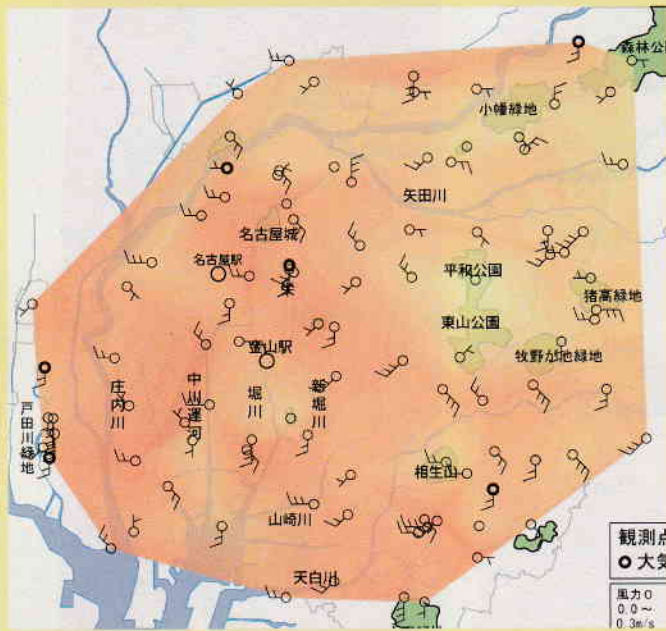 森林公
小幡緑地
矢田川
名古屋城
名古屋駅
栄
平和公園
猪高緑地
東山公園
金山駅
牧野が池緑地
庄内川
中川運河
堀川
新堀川
戸田川緑地
相生山
山崎川
天白川
観測点
大気
風力0
0.0～
0.3m/s